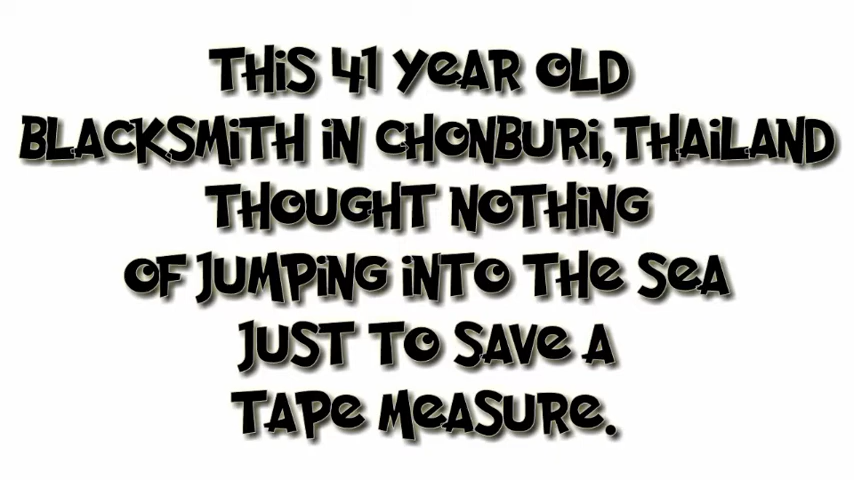 THIS 41 YEAR OLD
BLACKSMITH IN CHONBURI,THAILAND
THOUGHT NOTHING
OF JUMPING INTO THE SEA
JUST TO SAVE A
TAPE MEASURE.